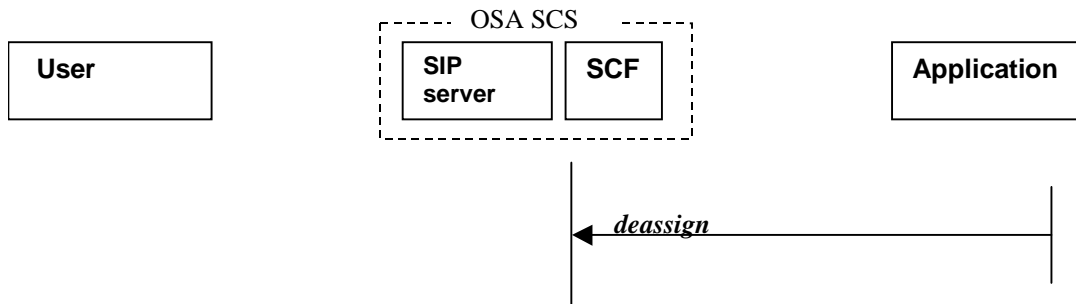 OSA SCS
User
SIP
server
SCF
Application
deassign